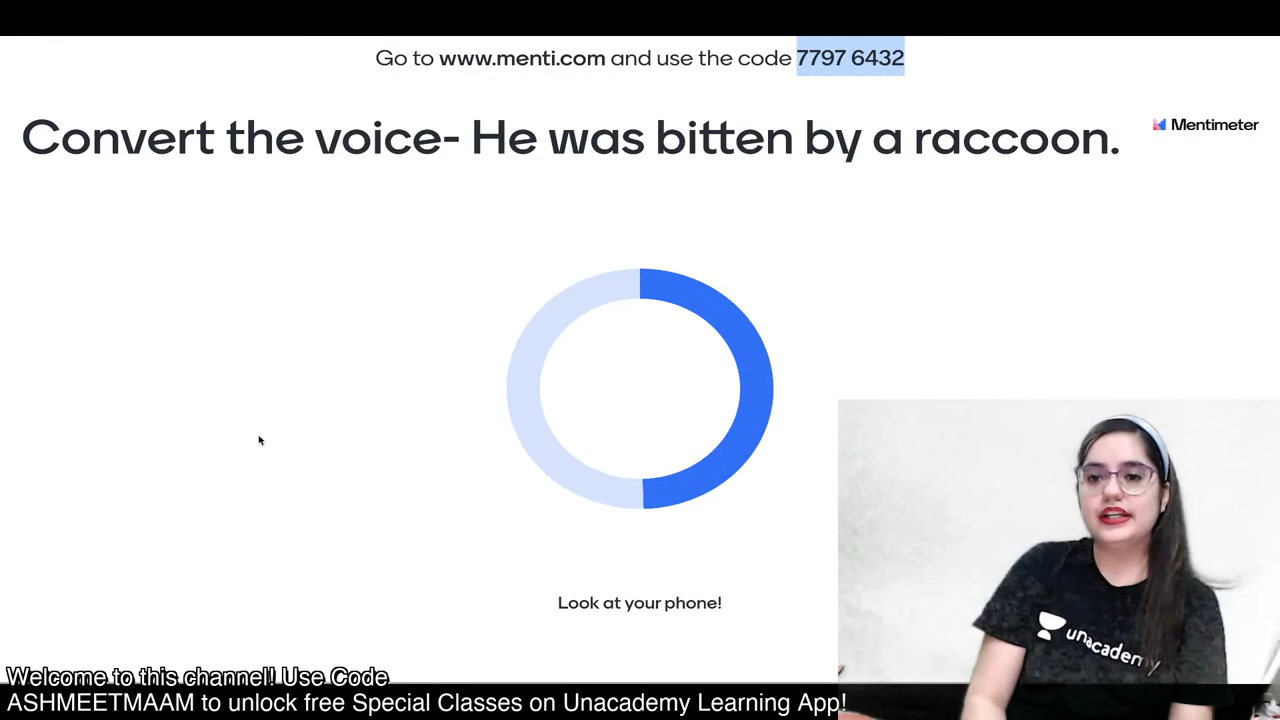 Go to www.menti.com and use the code 7797 6432
Convert the voice- He was bitten by a raccoon.
Mentimeter
Look at your phone!
unacademy
Welcome to this channel! Use Code
ASHMEETMAAM to unlock free Special Classes on Unacademy Learning App!